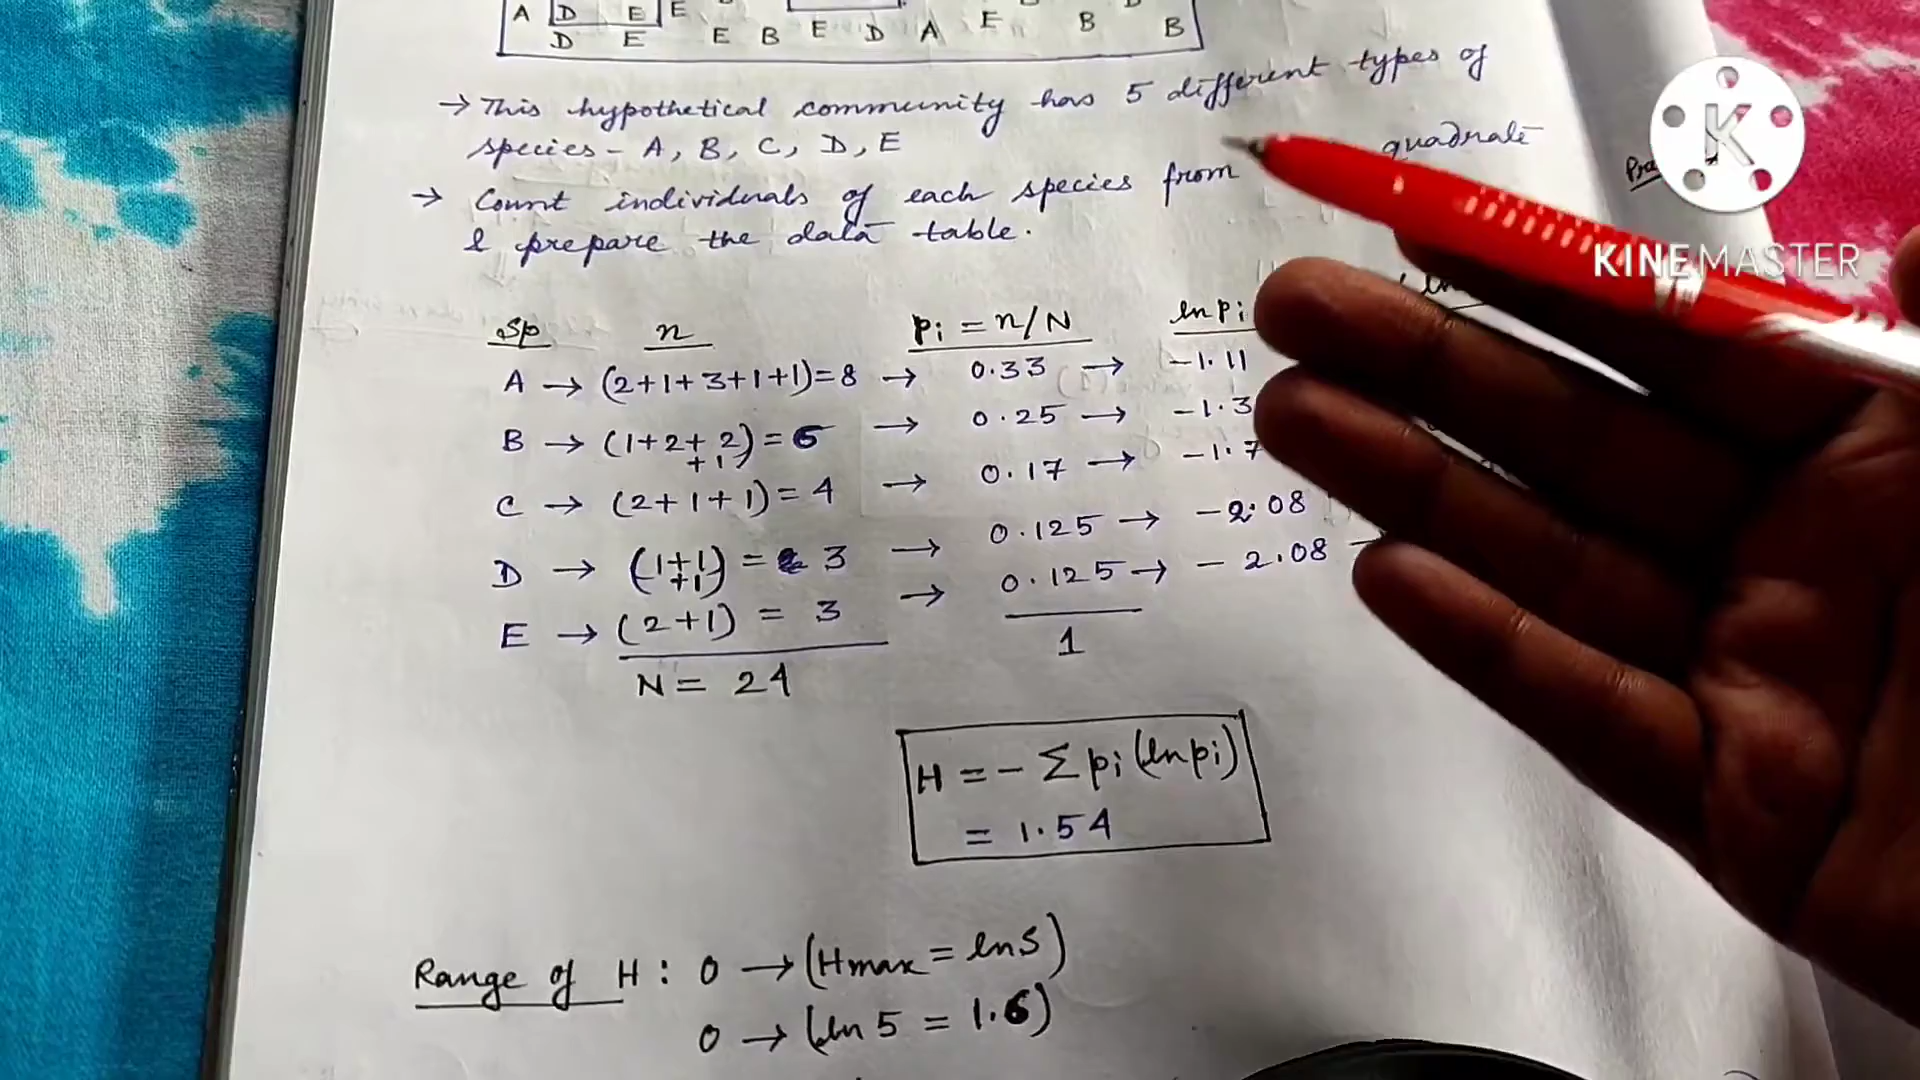 A D E E
D E E B E D A E B B
→ This hypothetical community has 5 different types of
species - A, B, C, D, E
→ Count individuals of each species from quadrate
& prepare the data table.
Sp n Pi = n/N ln Pi
A → (2+1+3+1+1)=8 → 0.33 → -1.11
B → (1+2+2+1)=6 → 0.25 → -1.3
C → (2+1+1)=4 → 0.17 → -1.7
D → (1+1+1)= 3 → 0.125 → -2.08
E → (2+1) = 3 → 0.125 → -2.08 →
N = 24 1
H = - Σ pi (ln pi)
= 1.54
Range of H: 0 → (Hmax = ln S)
0 → (ln 5 = 1.6)
K
KINEMASTER